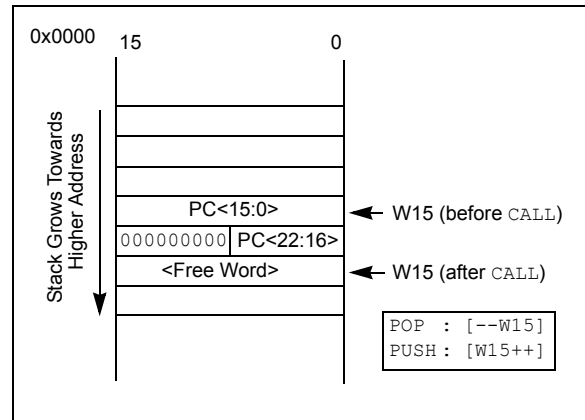 0x0000
15 0
Stack Grows Towards
Higher Address
PC<15:0>
W15 (before CALL)
000000000 PC<22:16>
<Free Word>
W15 (after CALL)
POP : [--W15]
PUSH : [W15++]